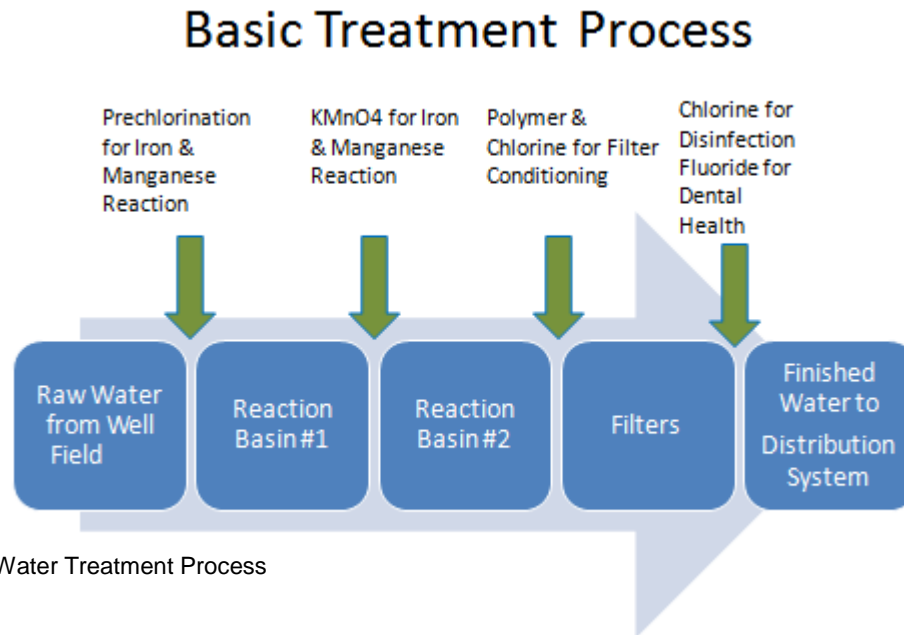 Basic Treatment Process
Prechlorination
for Iron &
Manganese
Reaction
KMnO4 for Iron
& Manganese
Reaction
Polymer &
Chlorine for Filter
Conditioning
Chlorine for
Disinfection
Fluoride for
Dental
Health
Raw Water
from Well
Field
Reaction
Basin #1
Reaction
Basin #2
Filters
Finished
Water to
Distribution
System
Water Treatment Process